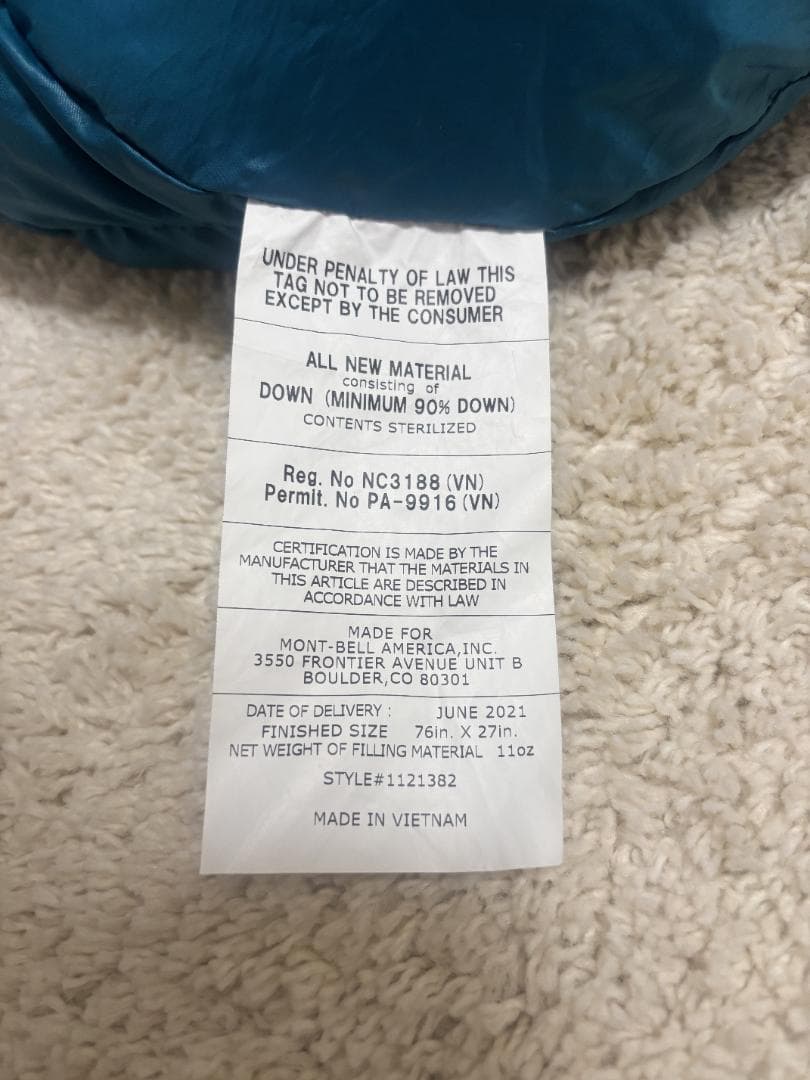 UNDER PENALTY OF LAW THIS
TAG NOT TO BE REMOVED
EXCEPT BY THE CONSUMER
ALL NEW MATERIAL
consisting of
DOWN (MINIMUM 90% DOWN)
CONTENTS STERILIZED
Reg. No NC3188 (VN)
Permit. No PA-9916 (VN)
CERTIFICATION IS MADE BY THE
MANUFACTURER THAT THE MATERIALS IN
THIS ARTICLE ARE DESCRIBED IN
ACCORDANCE WITH LAW
MADE FOR
MONT-BELL AMERICA,INC.
3550 FRONTIER AVENUE UNIT B
BOULDER,CO 80301
DATE OF DELIVERY : JUNE 2021
FINISHED SIZE 76in. X 27in.
NET WEIGHT OF FILLING MATERIAL 11oz
STYLE#1121382
MADE IN VIETNAM